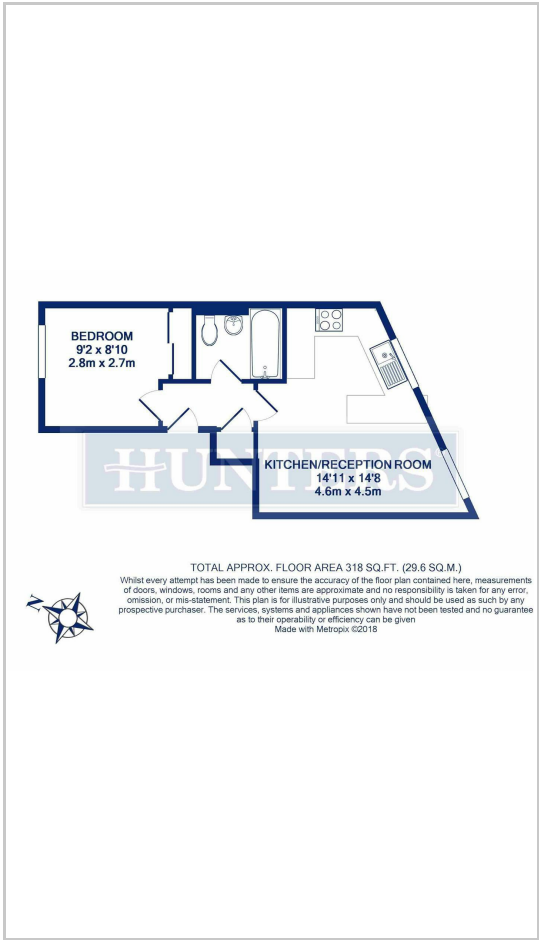 BEDROOM
9'2 x 8'10
2.8m x 2.7m
HUNTERS
KITCHEN/RECEPTION ROOM
14'11 x 14'8
4.6m x 4.5m
TOTAL APPROX. FLOOR AREA 318 SQ.FT. (29.6 SQ.M.)
Whilst every attempt has been made to ensure the accuracy of the floor plan contained here, measurements
of doors, windows, rooms and any other items are approximate and no responsibility is taken for any error,
omission, or mis-statement. This plan is for illustrative purposes only and should be used as such by any
prospective purchaser. The services, systems and appliances shown have not been tested and no guarantee
as to their operability or efficiency can be given
Made with Metropix ©2018
N